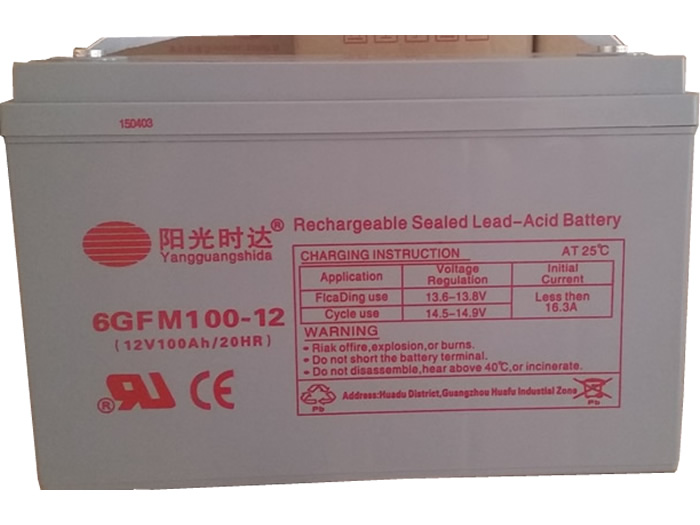 150403
阳光时达®
Yangguangshida
6GFM100-12
(12V100Ah/20HR)
® RU CE
Rechargeable Sealed Lead-Acid Battery
CHARGING INSTRUCTION AT 25℃
Application Voltage Regulation Initial Current
FlcaDing use 13.6-13.8V Less then 16.3A
Cycle use 14.5-14.9V
WARNING
• Riak offire,explosion,or burns.
• Do not short the battery terminal.
• Do not disassemble,hear above 40℃,or incinerate.
Pb Address:Huadu District,Guangzhou Huafu Industial Zone Pb